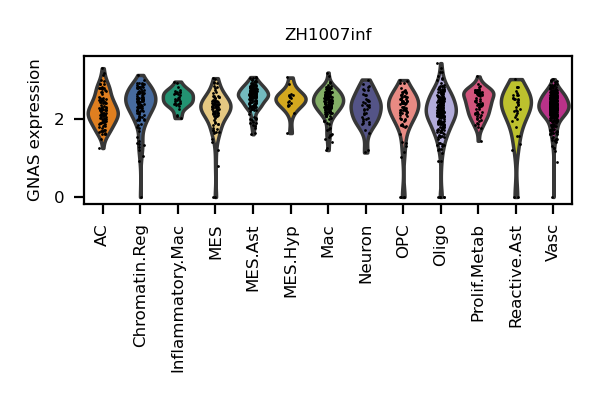 ZH1007inf
GNAS expression
2
0
AC
Chromatin.Reg
Inflammatory.Mac
MES
MES.Ast
MES.Hyp
Mac
Neuron
OPC
Oligo
Prolif.Metab
Reactive.Ast
Vasc